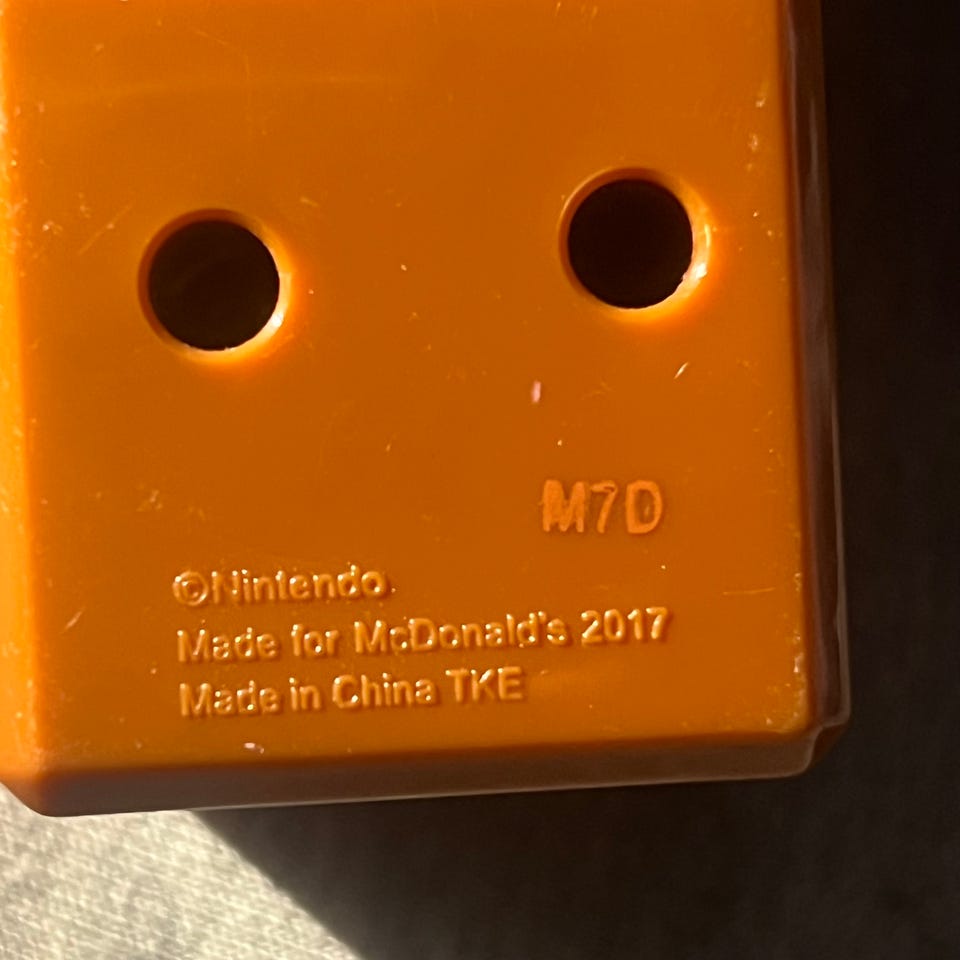 M7D
©Nintendo
Made for McDonald's 2017
Made in China TKE